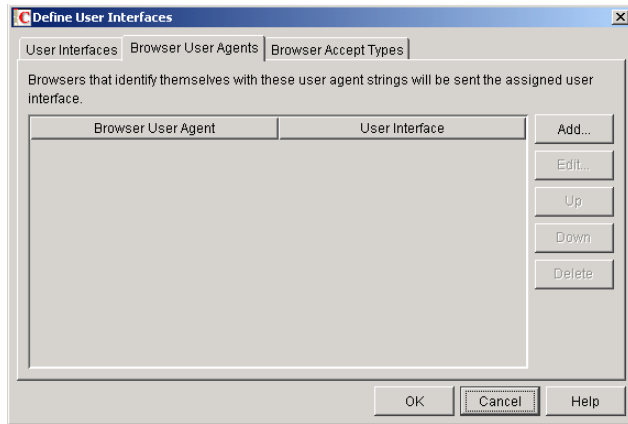 C Define User Interfaces
User Interfaces Browser User Agents Browser Accept Types
Browsers that identify themselves with these user agent strings will be sent the assigned user
interface.
Browser User Agent User Interface
Add...
Edit...
Up
Down
Delete
OK Cancel Help